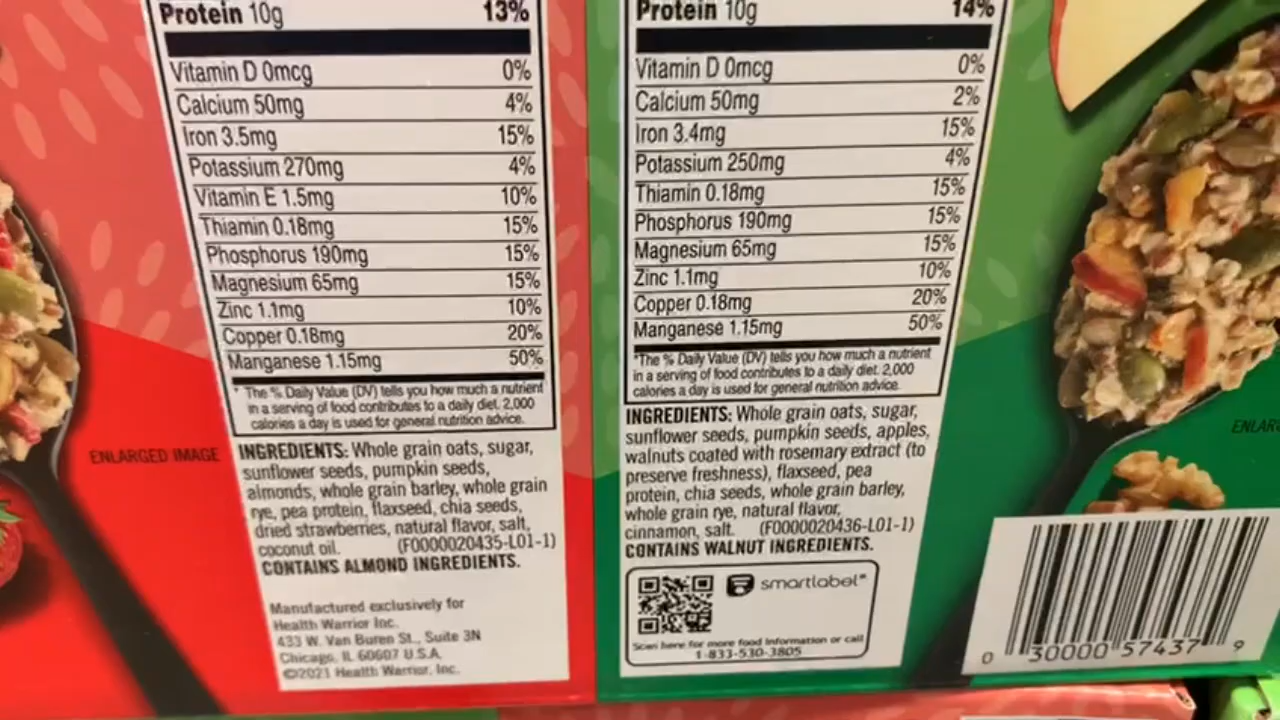 Protein 10g 13%
Vitamin D 0mcg 0%
Calcium 50mg 4%
Iron 3.5mg 15%
Potassium 270mg 4%
Vitamin E 1.5mg 10%
Thiamin 0.18mg 15%
Phosphorus 190mg 15%
Magnesium 65mg 15%
Zinc 1.1mg 10%
Copper 0.18mg 20%
Manganese 1.15mg 50%
* The % Daily Value (DV) tells you how much a nutrient
in a serving of food contributes to a daily diet. 2,000
calories a day is used for general nutrition advice.
ENLARGED IMAGE
INGREDIENTS: Whole grain oats, sugar,
sunflower seeds, pumpkin seeds,
almonds, whole grain barley, whole grain
rye, pea protein, flaxseed, chia seeds,
dried strawberries, natural flavor, salt,
coconut oil. (F0000020435-L01-1)
CONTAINS ALMOND INGREDIENTS.
Manufactured exclusively for
Health Warrior Inc.
433 W. Van Buren St., Suite 3N
Chicago, IL 60607 U.S.A.
©2021 Health Warrior, Inc.
Protein 10g 14%
Vitamin D 0mcg 0%
Calcium 50mg 2%
Iron 3.4mg 15%
Potassium 250mg 4%
Thiamin 0.18mg 15%
Phosphorus 190mg 15%
Magnesium 65mg 15%
Zinc 1.1mg 10%
Copper 0.18mg 20%
Manganese 1.15mg 50%
*The % Daily Value (DV) tells you how much a nutrient
in a serving of food contributes to a daily diet. 2,000
calories a day is used for general nutrition advice.
INGREDIENTS: Whole grain oats, sugar,
sunflower seeds, pumpkin seeds, apples,
walnuts coated with rosemary extract (to
preserve freshness), flaxseed, pea
protein, chia seeds, whole grain barley,
whole grain rye, natural flavor,
cinnamon, salt. (F0000020436-L01-1)
CONTAINS WALNUT INGREDIENTS.
smartlabel
Scan here for more food information or call
1-833-530-3805
ENLAR
0 30000 57437 9